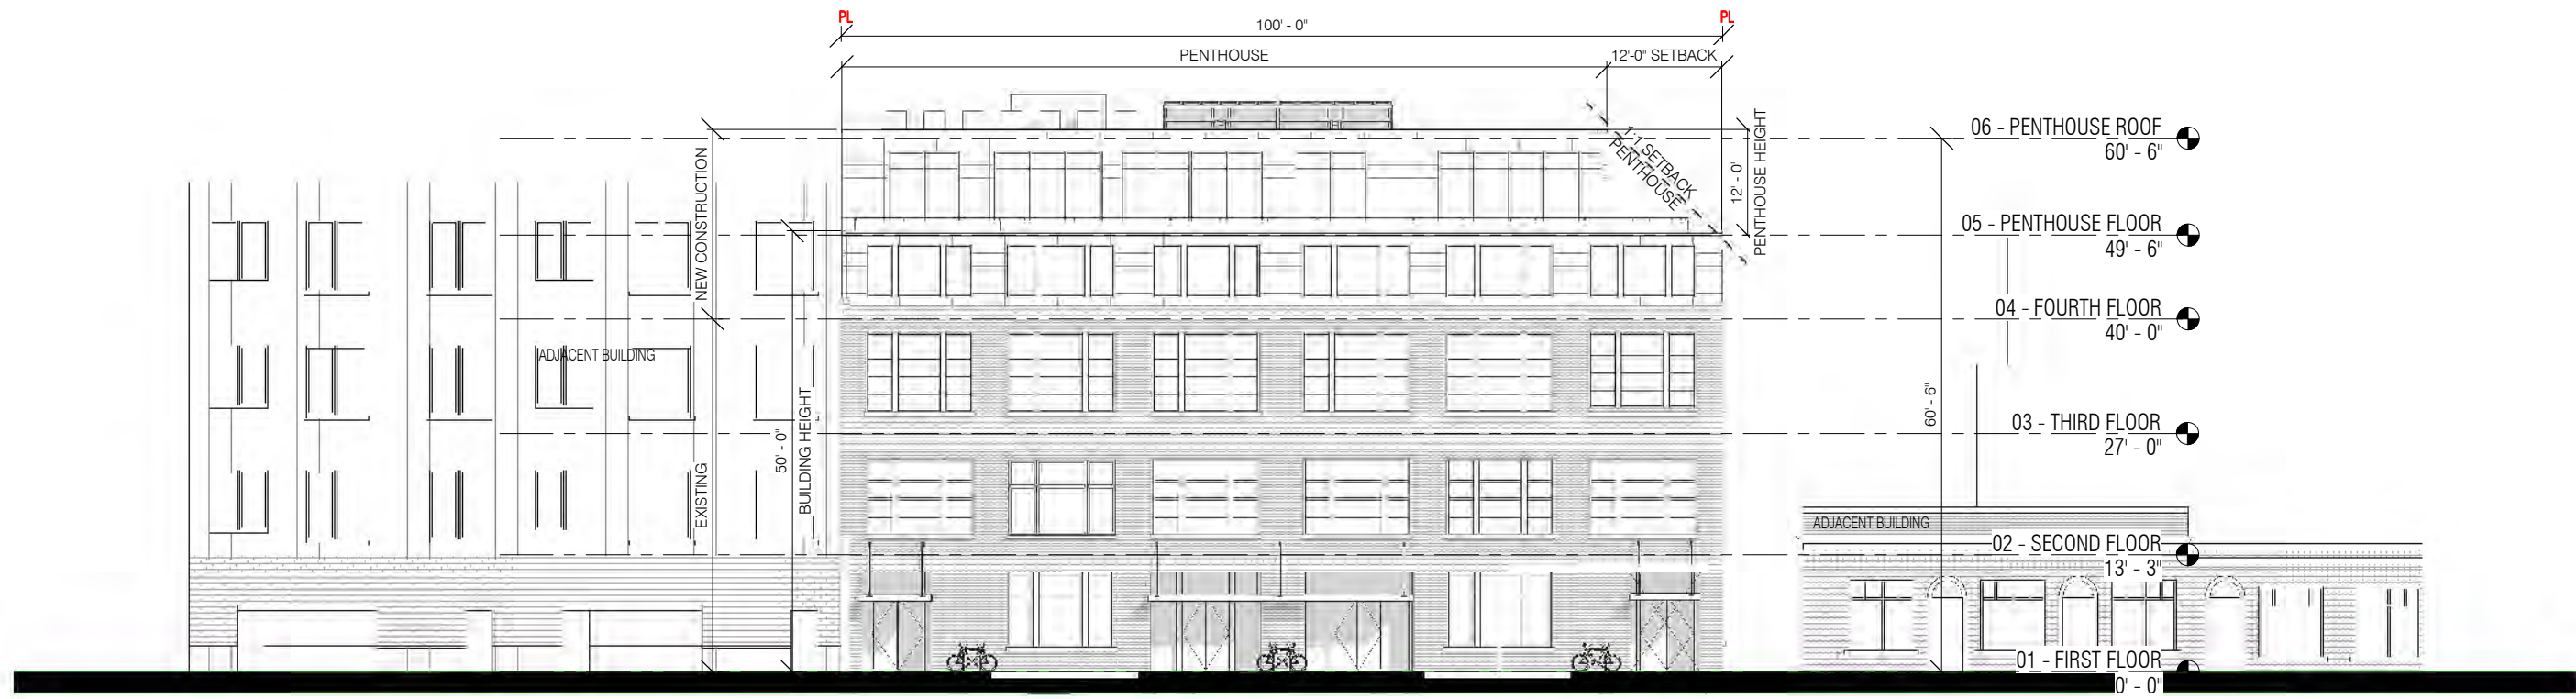 PL
PL
100' - 0"
PENTHOUSE
12'-0" SETBACK
1:1 SETBACK
PENTHOUSE
12' - 0"
PENTHOUSE HEIGHT
NEW CONSTRUCTION
EXISTING
50' - 0"
BUILDING HEIGHT
ADJACENT BUILDING
60' - 6"
06 - PENTHOUSE ROOF
60' - 6"
05 - PENTHOUSE FLOOR
49' - 6"
04 - FOURTH FLOOR
40' - 0"
03 - THIRD FLOOR
27' - 0"
ADJACENT BUILDING
02 - SECOND FLOOR
13' - 3"
01 - FIRST FLOOR
0' - 0"